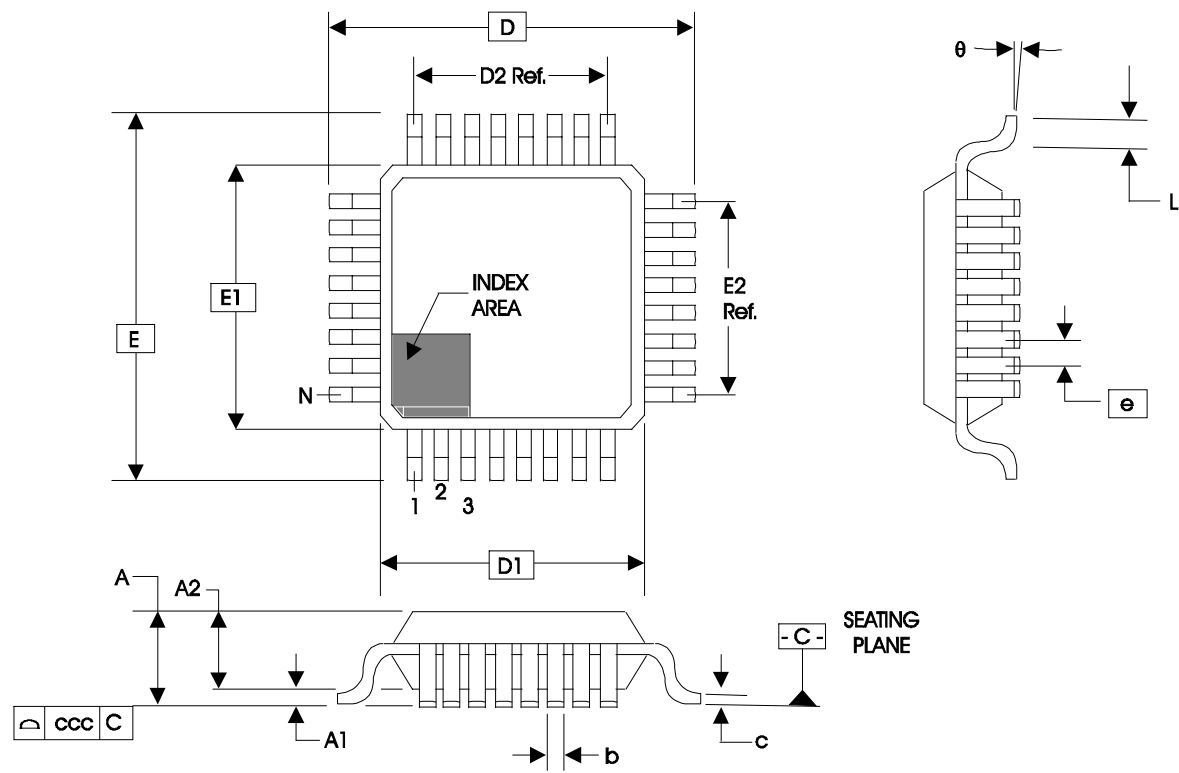 D
θ
D2 Ref.
L
E2
Ref.
INDEX
AREA
E1
E
N
e
1
2
3
D1
A
A2
SEATING
PLANE
- C -
ccc C
A1
c
b